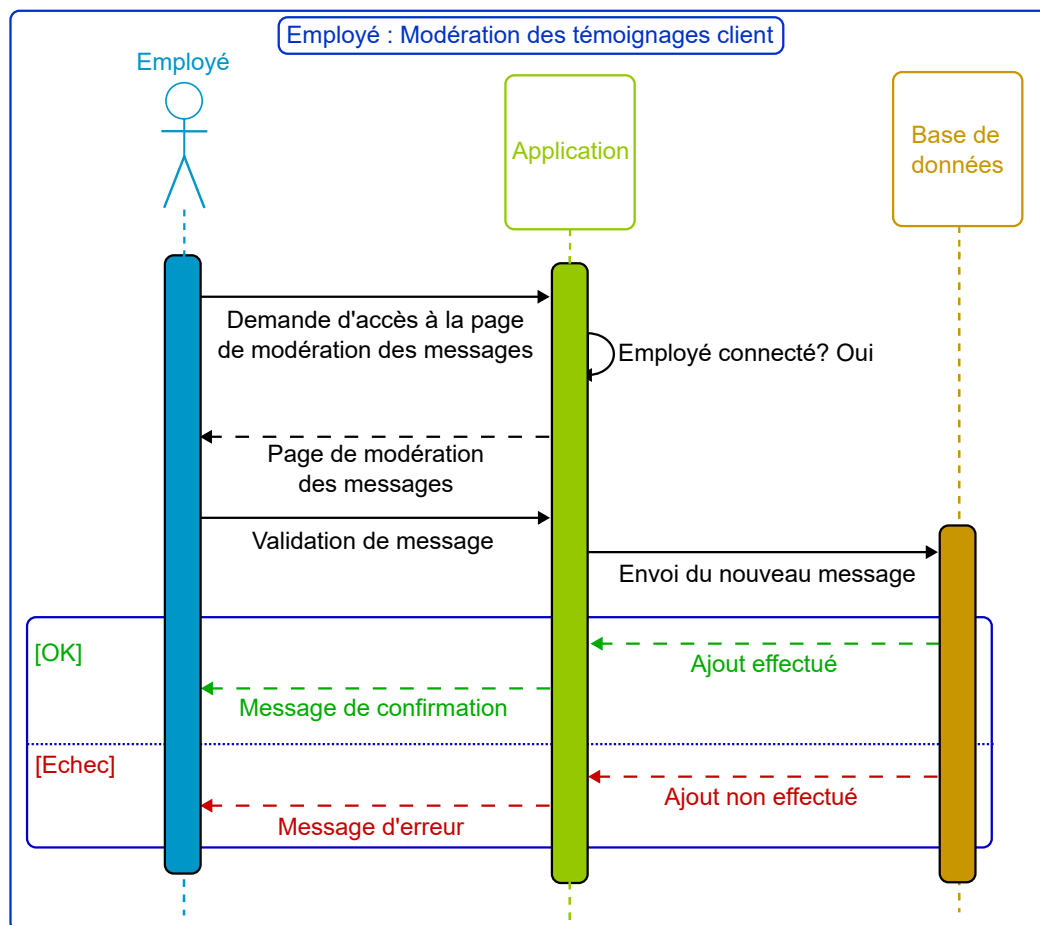 Employé : Modération des témoignages client
Employé
Application
Base de
données
Demande d'accès à la page
de modération des messages
Employé connecté? Oui
Page de modération
des messages
Validation de message
Envoi du nouveau message
[OK]
Ajout effectué
Message de confirmation
[Echec]
Ajout non effectué
Message d'erreur